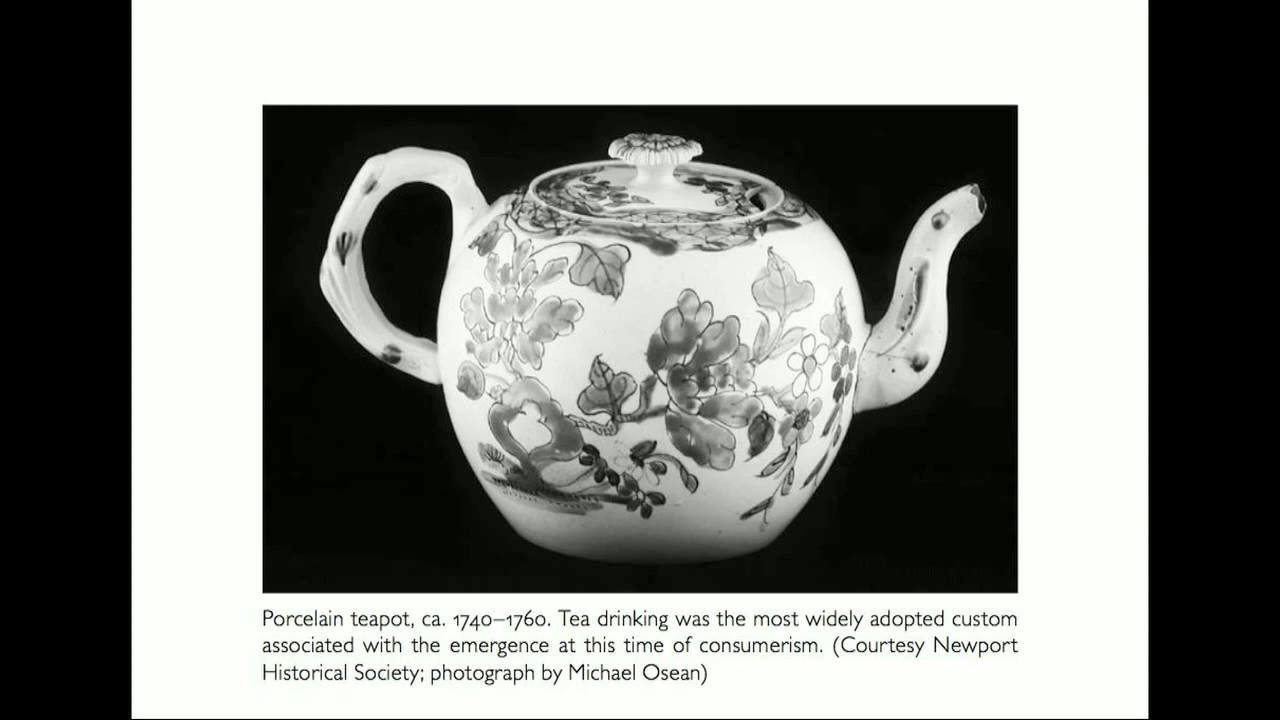 Porcelain teapot, ca. 1740–1760. Tea drinking was the most widely adopted custom
associated with the emergence at this time of consumerism. (Courtesy Newport
Historical Society; photograph by Michael Osean)